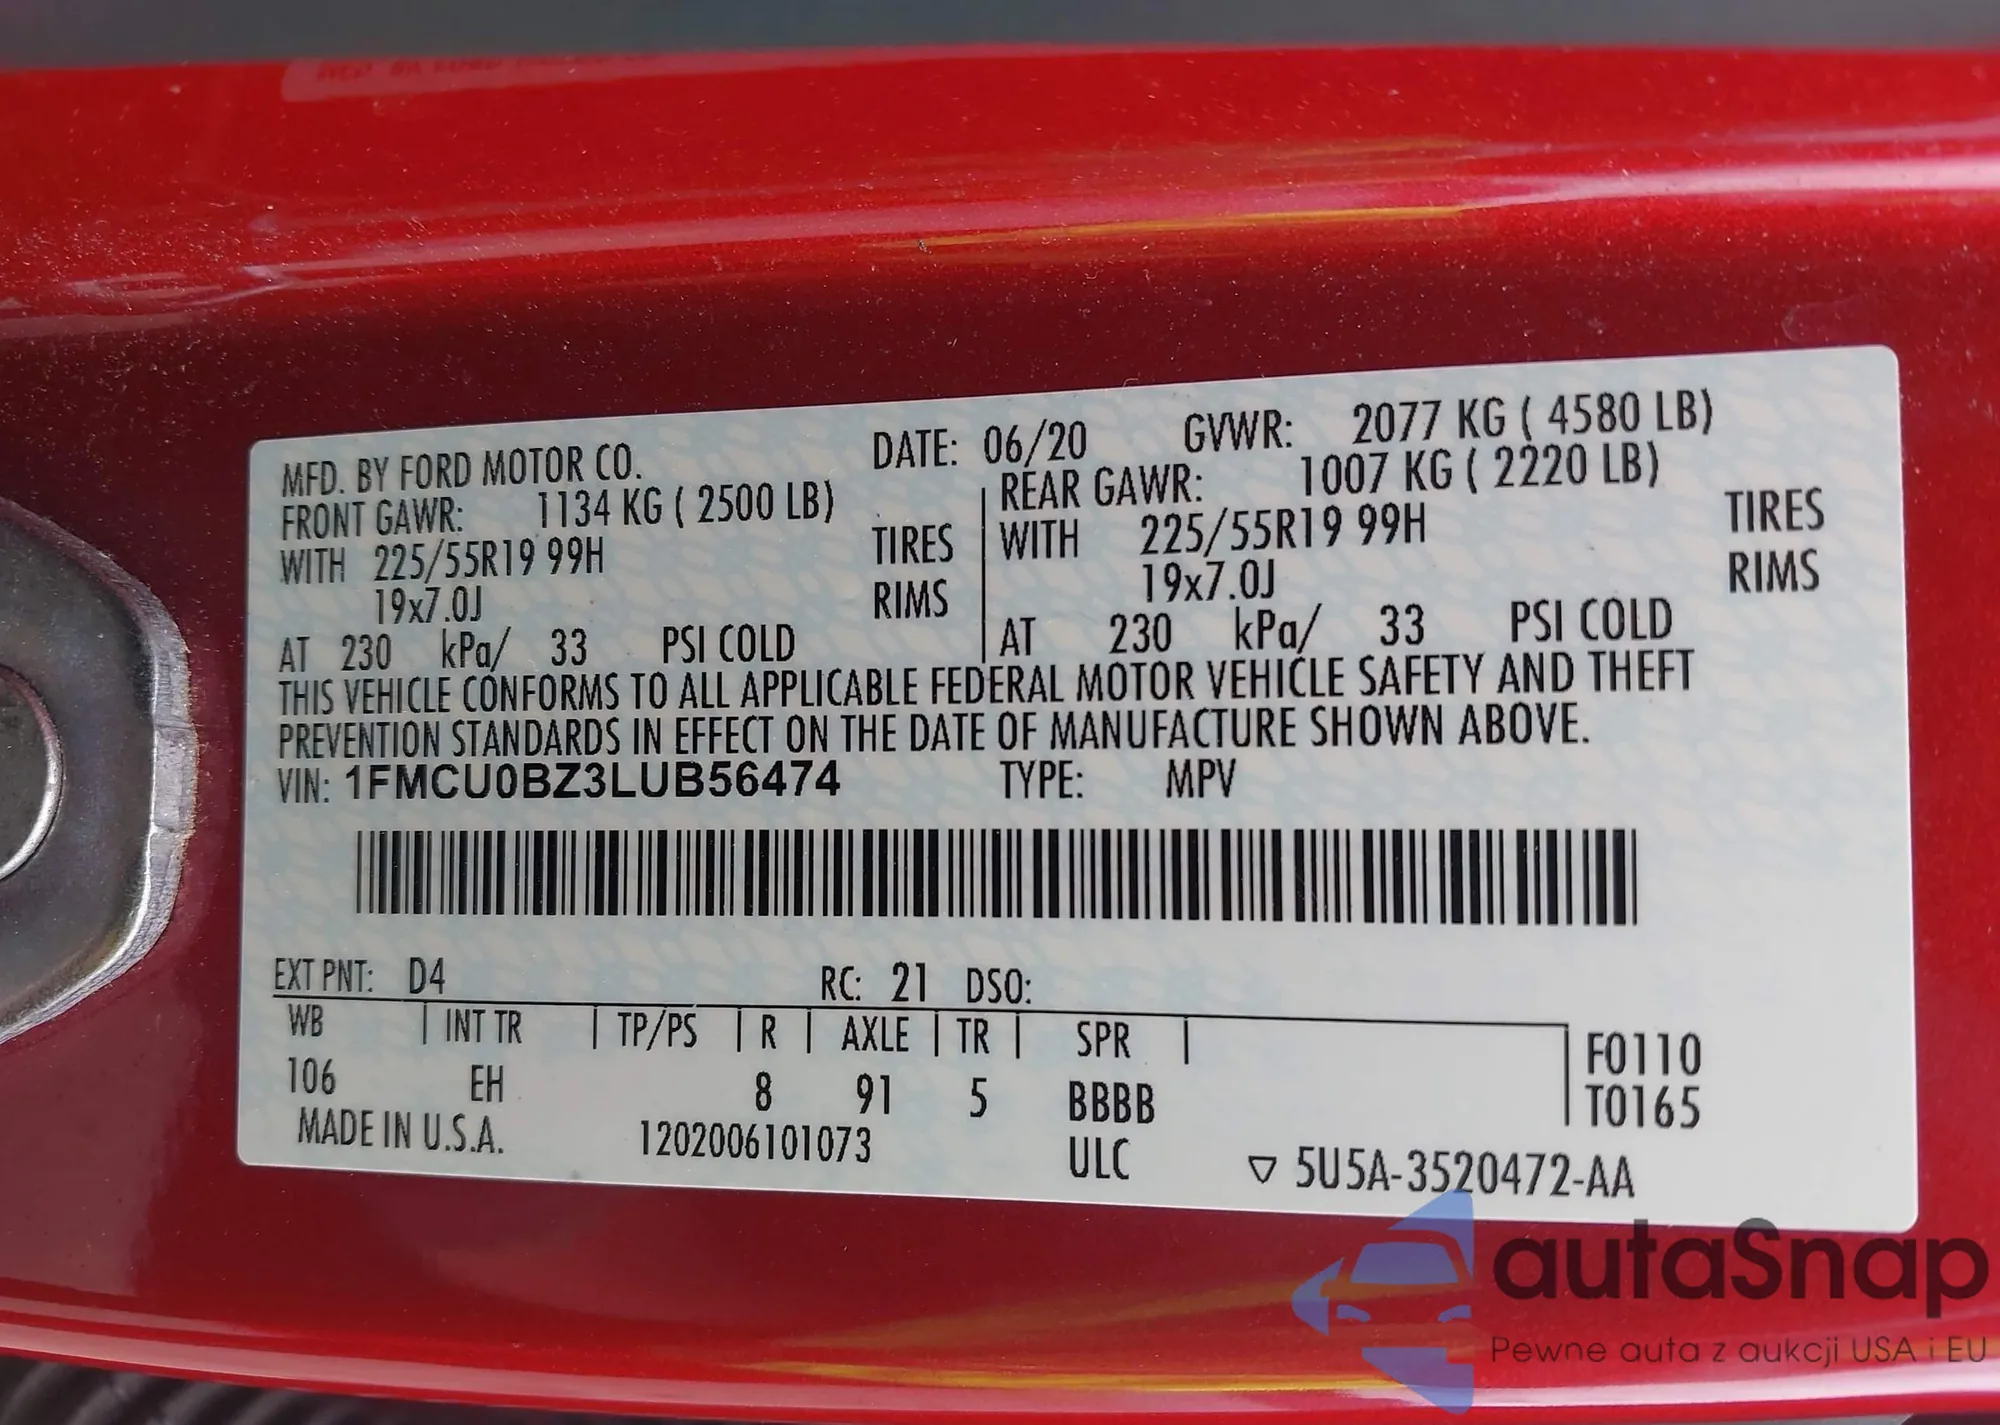 MFD. BY FORD MOTOR CO. DATE: 06/20 GVWR: 2077 KG ( 4580 LB)
FRONT GAWR: 1134 KG ( 2500 LB) REAR GAWR: 1007 KG ( 2220 LB)
WITH 225/55R19 99H TIRES WITH 225/55R19 99H TIRES
19x7.0J RIMS 19x7.0J RIMS
AT 230 kPa/ 33 PSI COLD AT 230 kPa/ 33 PSI COLD
THIS VEHICLE CONFORMS TO ALL APPLICABLE FEDERAL MOTOR VEHICLE SAFETY AND THEFT
PREVENTION STANDARDS IN EFFECT ON THE DATE OF MANUFACTURE SHOWN ABOVE.
VIN: 1FMCU0BZ3LUB56474 TYPE: MPV
EXT PNT: D4 RC: 21 DSO:
WB | INT TR | TP/PS | R | AXLE | TR | SPR | F0110
106 EH 8 91 5 BBBB T0165
MADE IN U.S.A. 1202006101073 ULC ▽ 5U5A-3520472-AA
autaSnap
Pewne auta z aukcji USA i EU